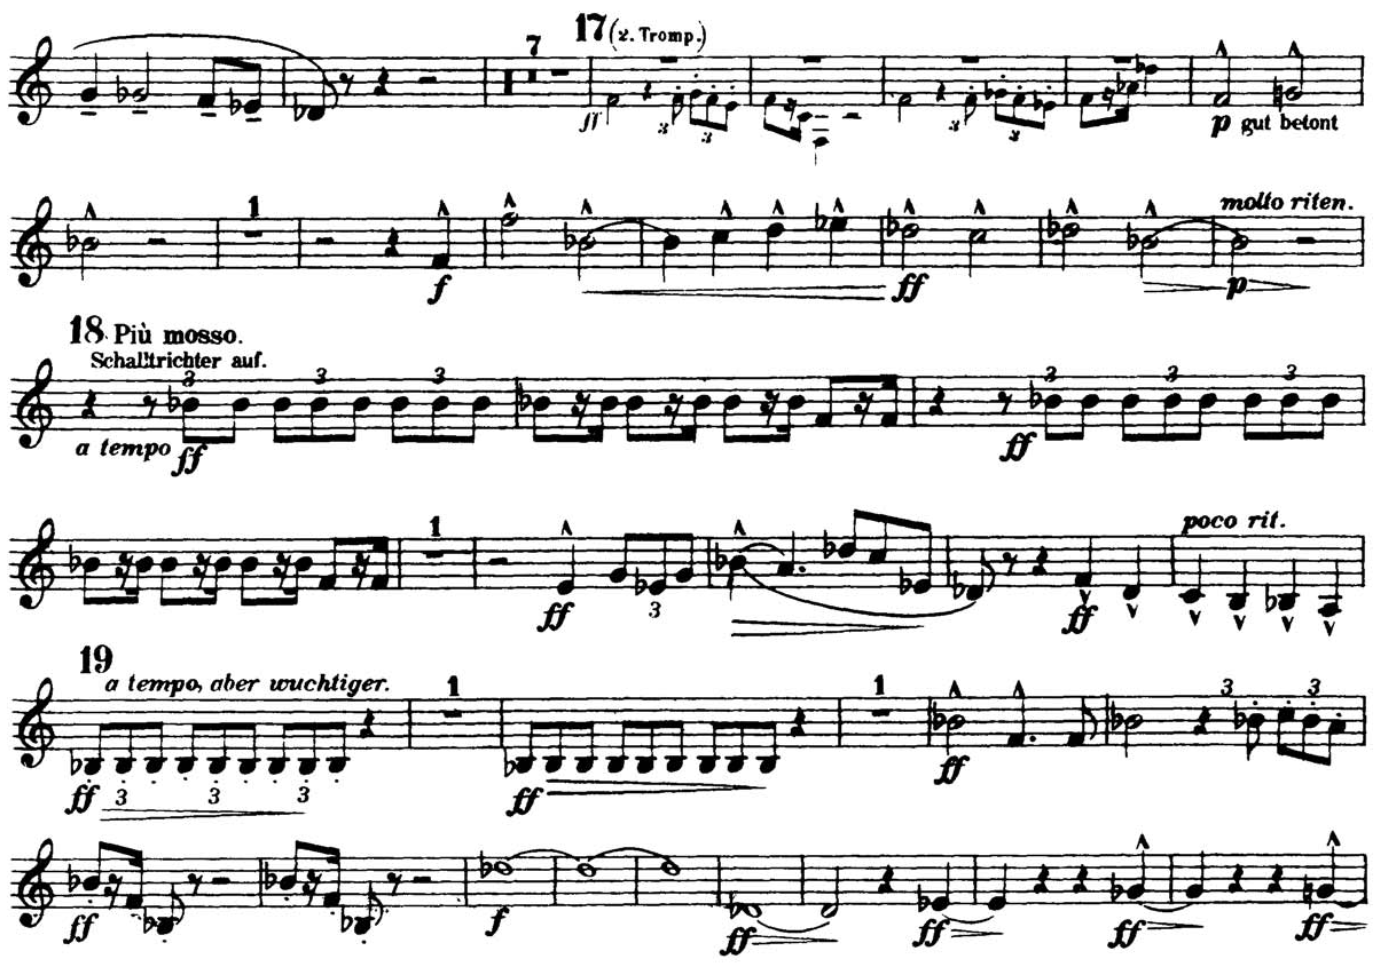 7 17 (2. Tromp.)
3 3 3 3
ff p gut betont
1 molto riten.
f ff p
18 Più mosso.
Schalltrichter auf.
3 3 3 3 3 3
a tempo ff ff
1 poco rit.
ff 3 ff
19
a tempo, aber wuchtiger.
1 1 3 3
ff 3 3 3 ff ff
ff f ff ff ff ff